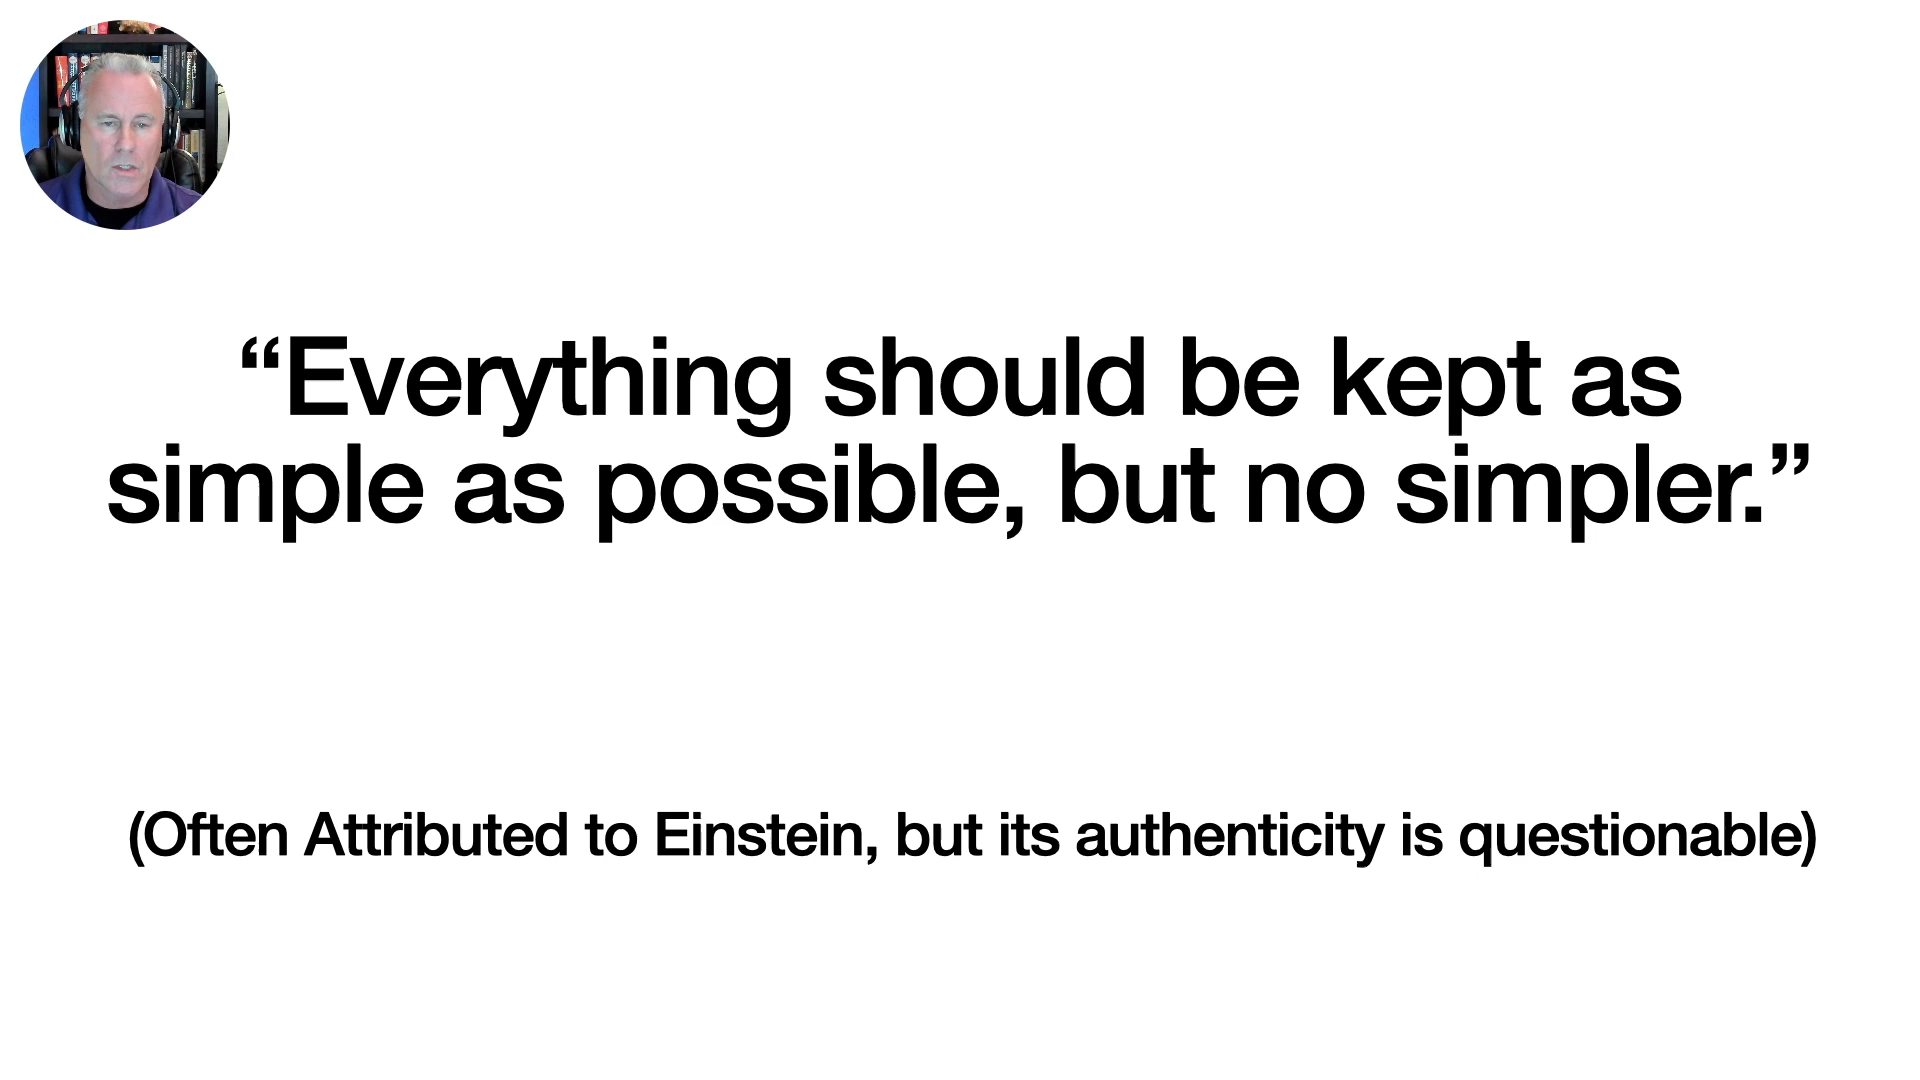 “Everything should be kept as
simple as possible, but no simpler.”
(Often Attributed to Einstein, but its authenticity is questionable)